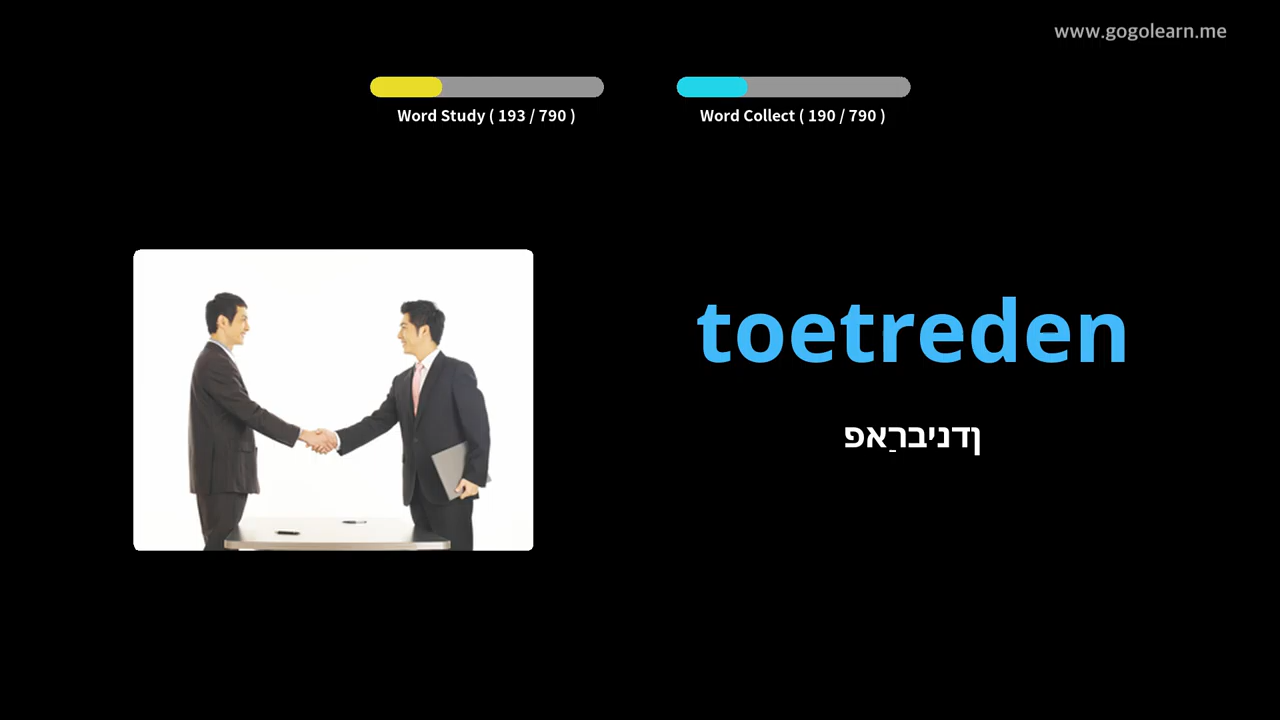 www.gogolearn.me
Word Study ( 193 / 790 )
Word Collect ( 190 / 790 )
toetreden
פאַרבינדן